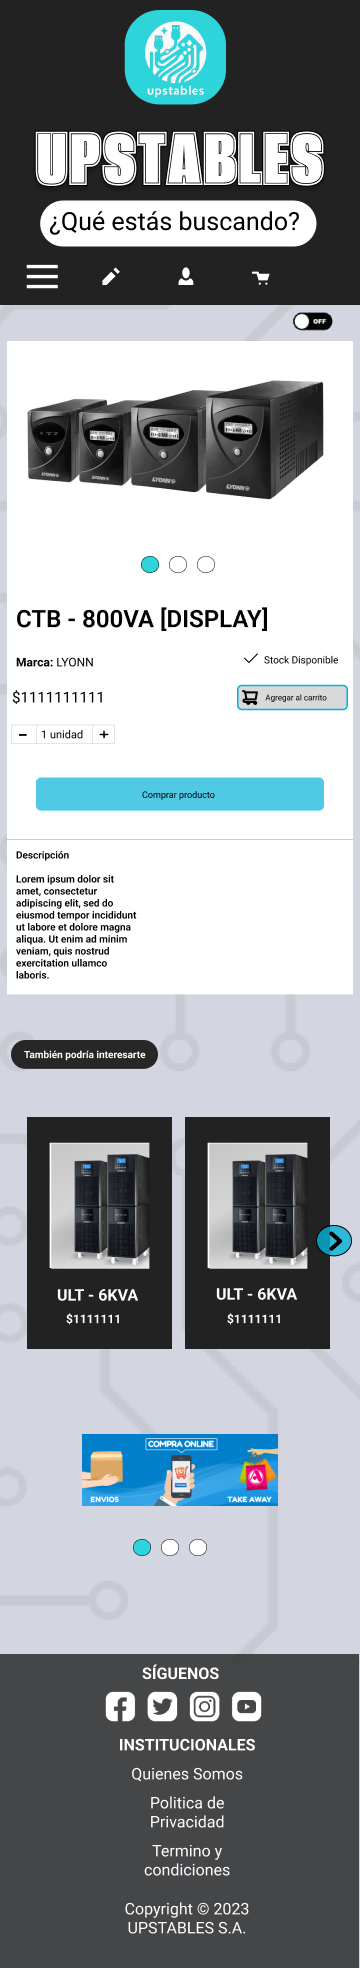 upstables
UPSTABLES
¿Qué estás buscando?
OFF
LYONN
LYONN
LYONN
LYONN
CTB - 800VA [DISPLAY]
Marca: LYONN
Stock Disponible
$1111111111
Agregar al carrito
- 1 unidad +
Comprar producto
Descripción
Lorem ipsum dolor sit
amet, consectetur
adipiscing elit, sed do
eiusmod tempor incididunt
ut labore et dolore magna
aliqua. Ut enim ad minim
veniam, quis nostrud
exercitation ullamco
laboris.
También podría interesarte
ULT - 6KVA
$1111111
ULT - 6KVA
$1111111
COMPRA ONLINE
ENVIOS
TAKE AWAY
SÍGUENOS
INSTITUCIONALES
Quienes Somos
Politica de
Privacidad
Termino y
condiciones
Copyright © 2023
UPSTABLES S.A.